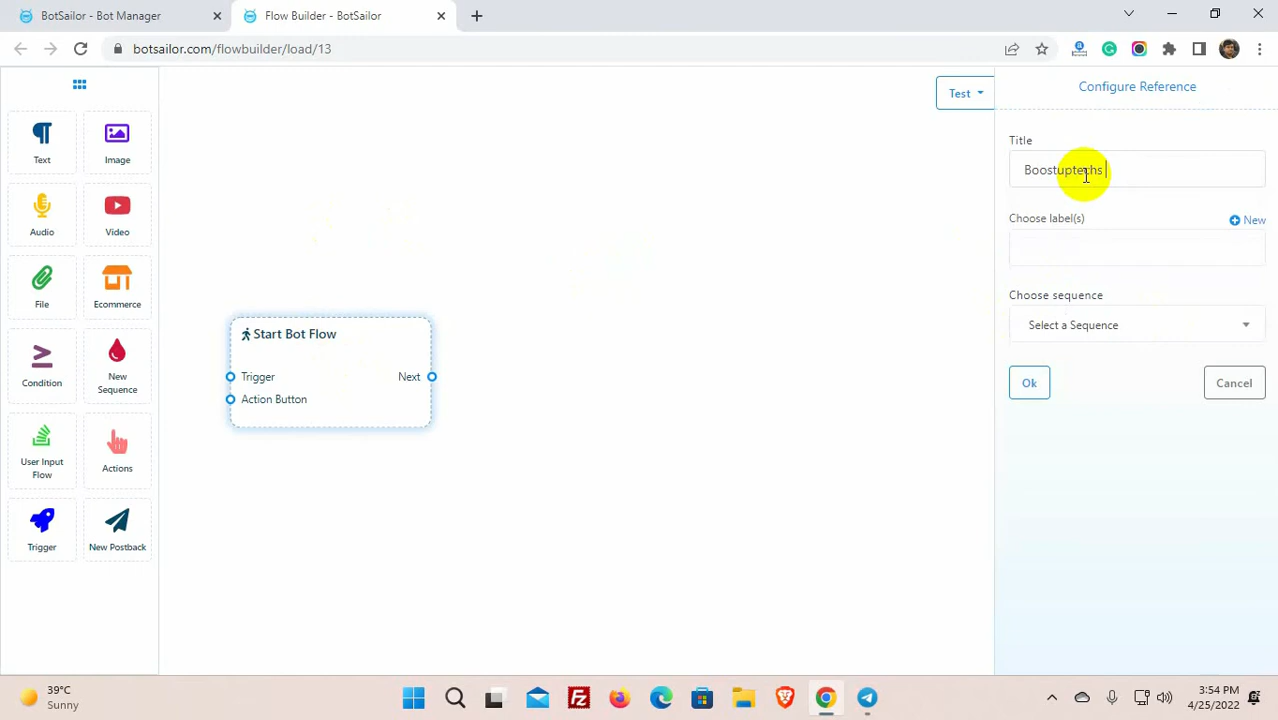 BotSailor - Bot Manager
Flow Builder - BotSailor
botsailor.com/flowbuilder/load/13
Text
Image
Audio
Video
File
Ecommerce
Condition
New
Sequence
User Input
Flow
Actions
Trigger
New Postback
Start Bot Flow
Trigger
Next
Action Button
Test
Configure Reference
Title
Boostuptechs
Choose label(s)
New
Choose sequence
Select a Sequence
Ok
Cancel
39°C
Sunny
3:54 PM
4/25/2022